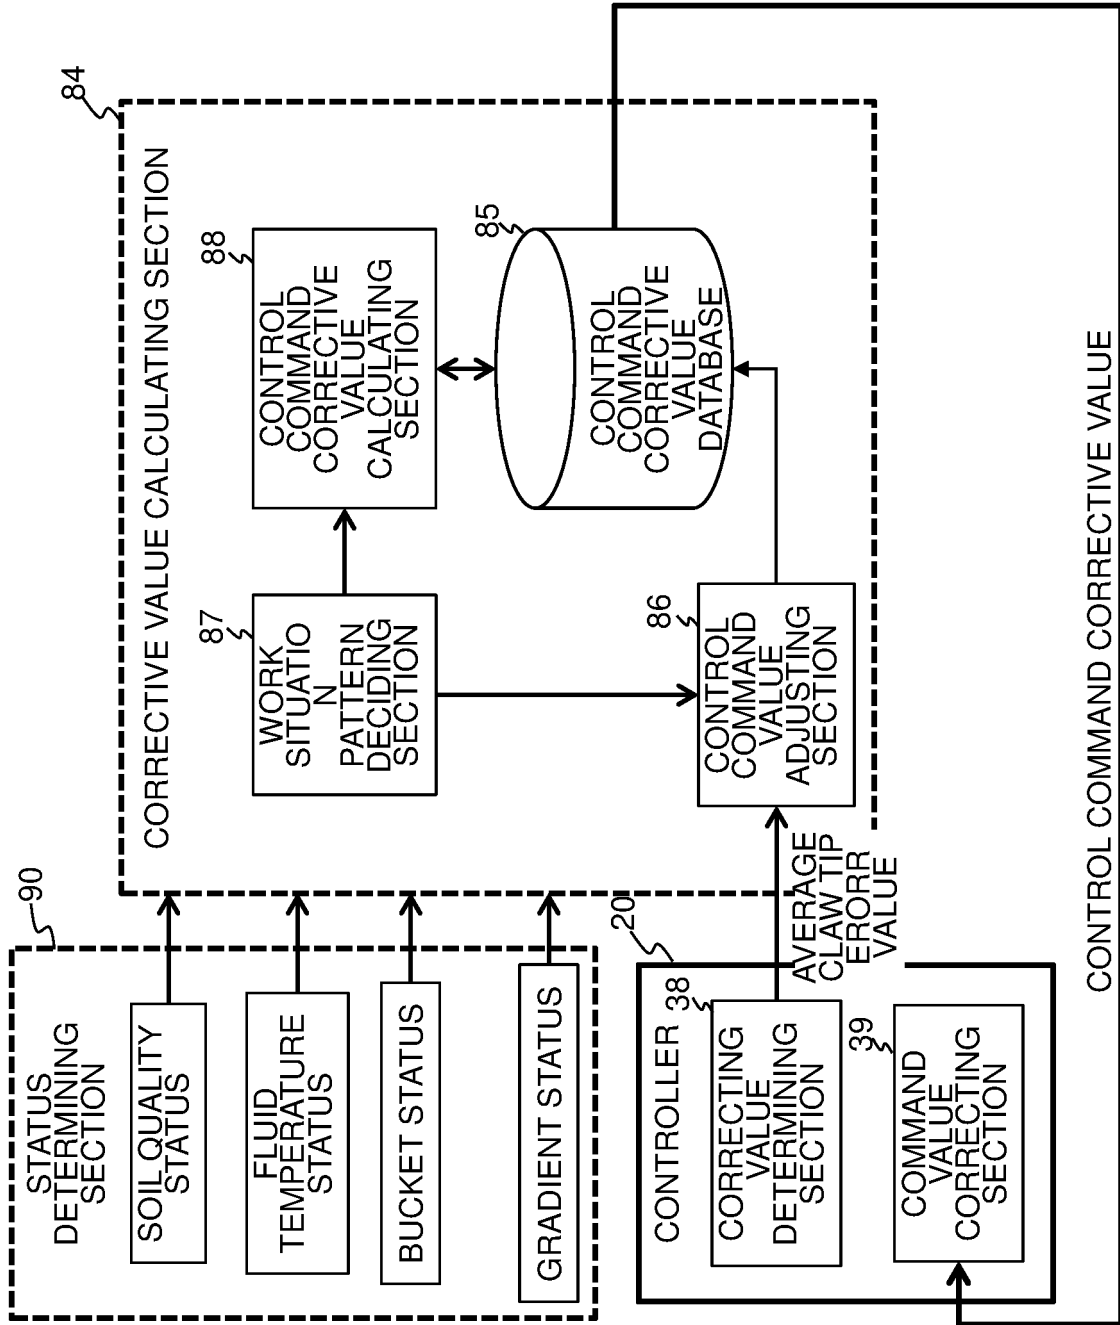 90
STATUS
DETERMINING
SECTION
SOIL QUALITY
STATUS
FLUID
TEMPERATURE
STATUS
BUCKET STATUS
GRADIENT STATUS
84
CORRECTIVE VALUE CALCULATING SECTION
87
WORK
SITUATIO
N
PATTERN
DECIDING
SECTION
88
CONTROL
COMMAND
CORRECTIVE
VALUE
CALCULATING
SECTION
85
CONTROL
COMMAND
CORRECTIVE
VALUE
DATABASE
86
CONTROL
COMMAND
VALUE
ADJUSTING
SECTION
20
CONTROLLER
38
CORRECTING
VALUE
DETERMINING
SECTION
AVERAGE
CLAW TIP
ERORR
VALUE
39
COMMAND
VALUE
CORRECTING
SECTION
CONTROL COMMAND CORRECTIVE VALUE